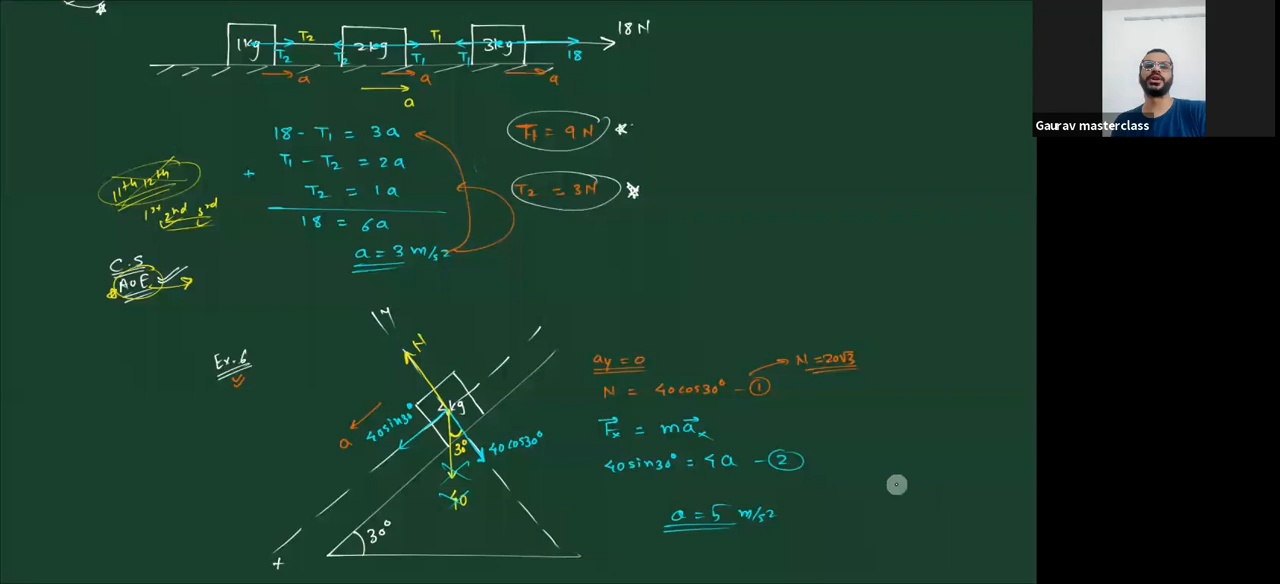 18 N
1kg T₂ 2kg T₁ 3kg
T₂ T₂ T₁ T₁ 18
a a a
a
18 - T₁ = 3a
T₁ - T₂ = 2a
+
T₂ = 1a
18 = 6a
a = 3 m/s²
T₁ = 9 N
T₂ = 3N
11th 12th
1st 2nd 3rd
C.S
AOE
Gaurav masterclass
Ex. 6
y
N
4kg
40sin30°
a
30°
40cos30°
40
30°
+
ay = 0
N = 40cos30° - ①
N = 20√3
Fₓ = maₓ
40sin30° = 4a - ②
a = 5 m/s²